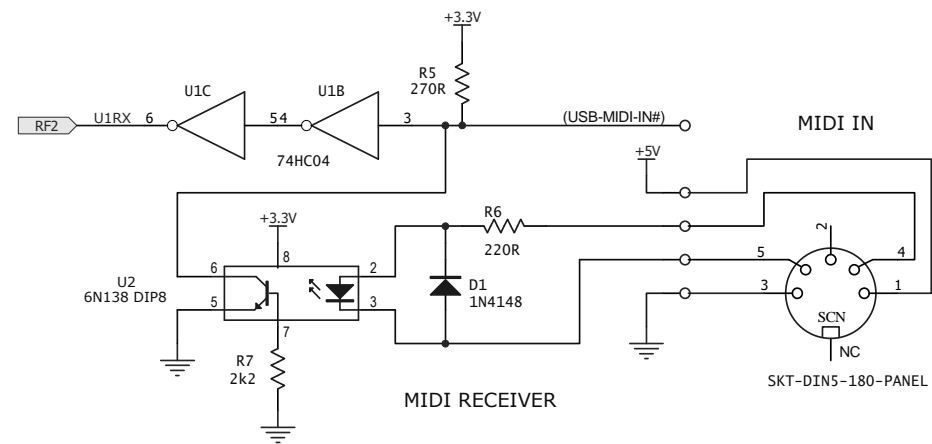 +3.3V
R5
270R
U1C
U1B
RF2
U1RX
6
54
3
74HC04
(USB-MIDI-IN#)
MIDI IN
+5V
+3.3V
R6
220R
2
8
U2
6N138 DIP8
6
5
2
3
7
D1
1N4148
5
4
3
1
SCN
NC
R7
2k2
SKT-DIN5-180-PANEL
MIDI RECEIVER